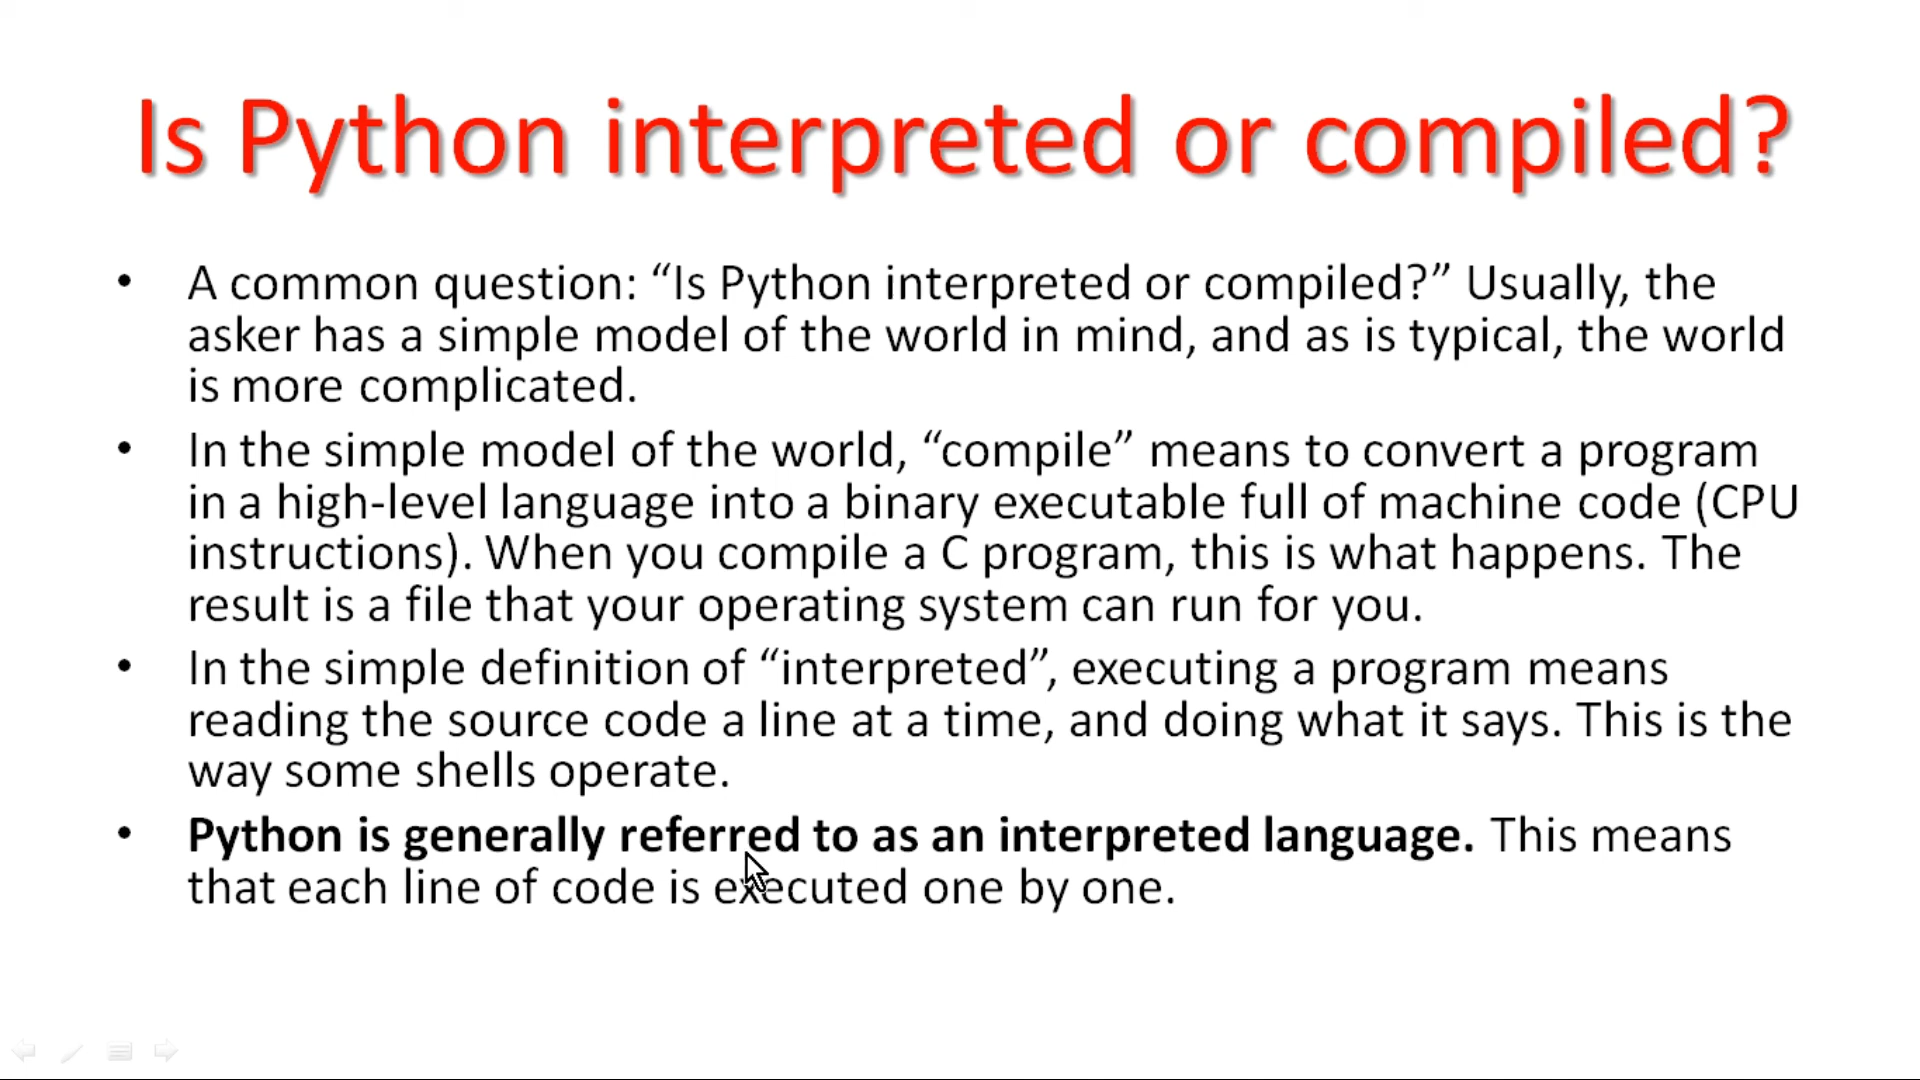 Is Python interpreted or compiled?
• A common question: “Is Python interpreted or compiled?” Usually, the
asker has a simple model of the world in mind, and as is typical, the world
is more complicated.
• In the simple model of the world, “compile” means to convert a program
in a high-level language into a binary executable full of machine code (CPU
instructions). When you compile a C program, this is what happens. The
result is a file that your operating system can run for you.
• In the simple definition of “interpreted”, executing a program means
reading the source code a line at a time, and doing what it says. This is the
way some shells operate.
• Python is generally referred to as an interpreted language. This means
that each line of code is executed one by one.